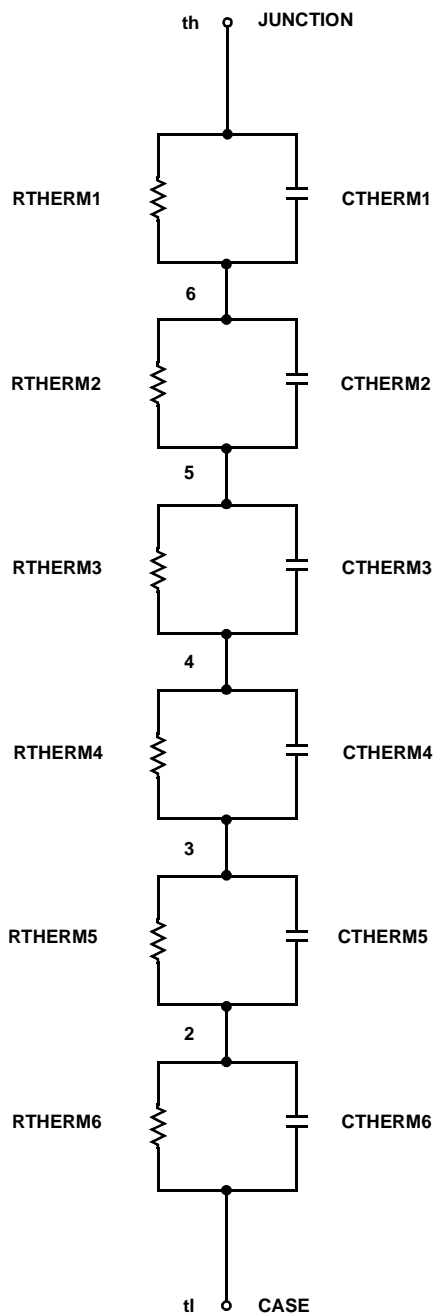 th JUNCTION
RTHERM1 CTHERM1
6
RTHERM2 CTHERM2
5
RTHERM3 CTHERM3
4
RTHERM4 CTHERM4
3
RTHERM5 CTHERM5
2
RTHERM6 CTHERM6
tl CASE